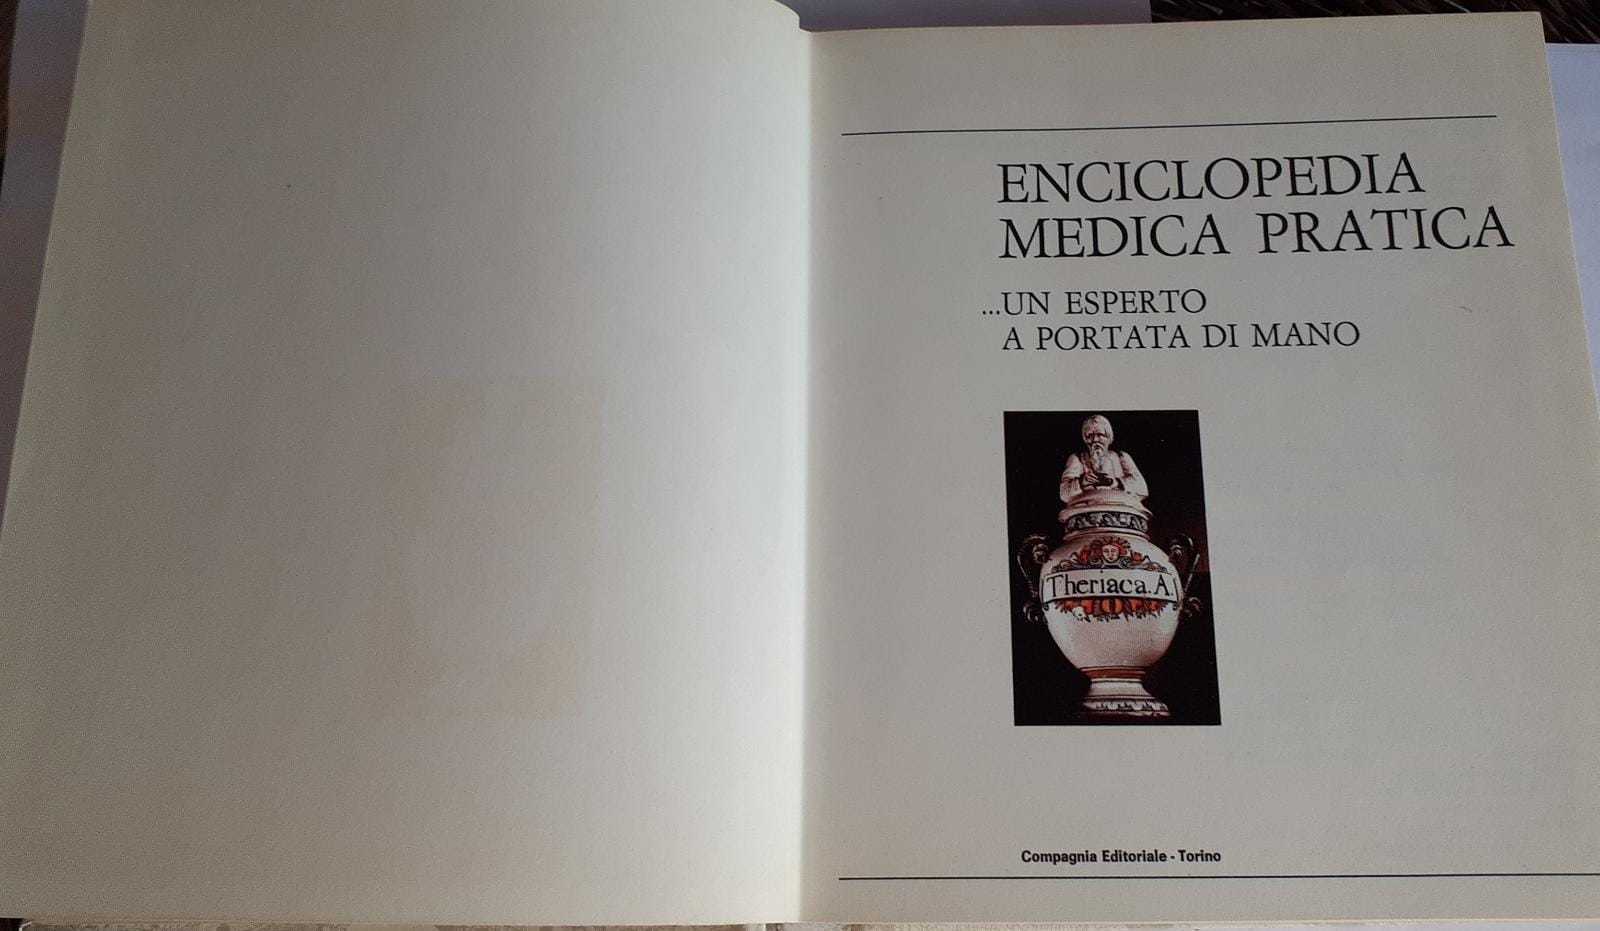 ENCICLOPEDIA
MEDICA PRATICA
...UN ESPERTO
A PORTATA DI MANO
Theriaca.A.
Compagnia Editoriale - Torino